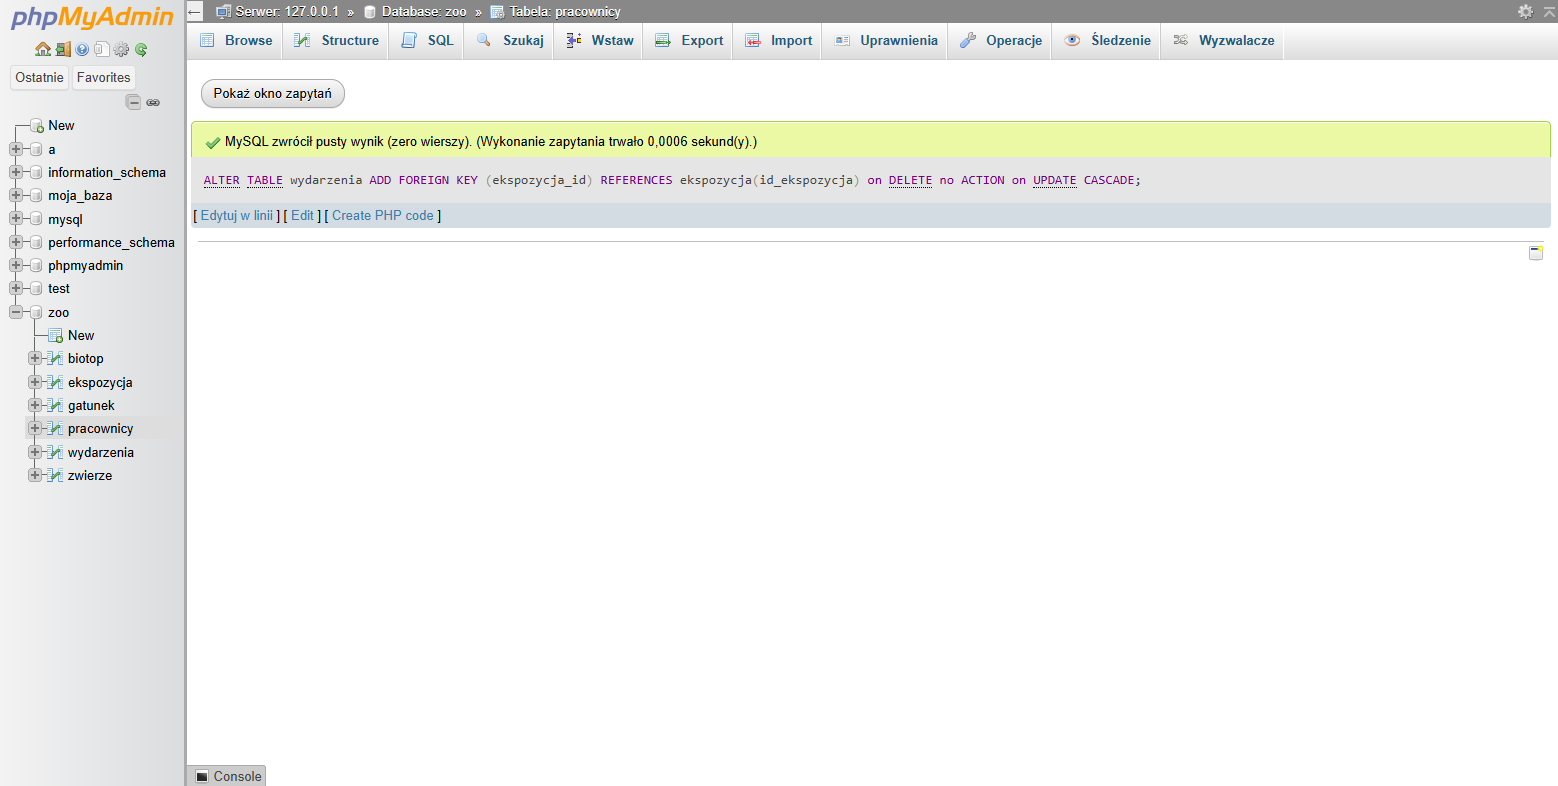 phpMyAdmin
Ostatnie Favorites
New
a
information_schema
moja_baza
mysql
performance_schema
phpmyadmin
test
zoo
New
biotop
ekspozycja
gatunek
pracownicy
wydarzenia
zwierze
Serwer: 127.0.0.1 » Database: zoo » Tabela: pracownicy
Browse Structure SQL Szukaj Wstaw Export Import Uprawnienia Operacje Śledzenie Wyzwalacze
Pokaż okno zapytań
MySQL zwrócił pusty wynik (zero wierszy). (Wykonanie zapytania trwało 0,0006 sekund(y).)
ALTER TABLE wydarzenia ADD FOREIGN KEY (ekspozycja_id) REFERENCES ekspozycja(id_ekspozycja) on DELETE no ACTION on UPDATE CASCADE;
[ Edytuj w linii ] [ Edit ] [ Create PHP code ]
Console